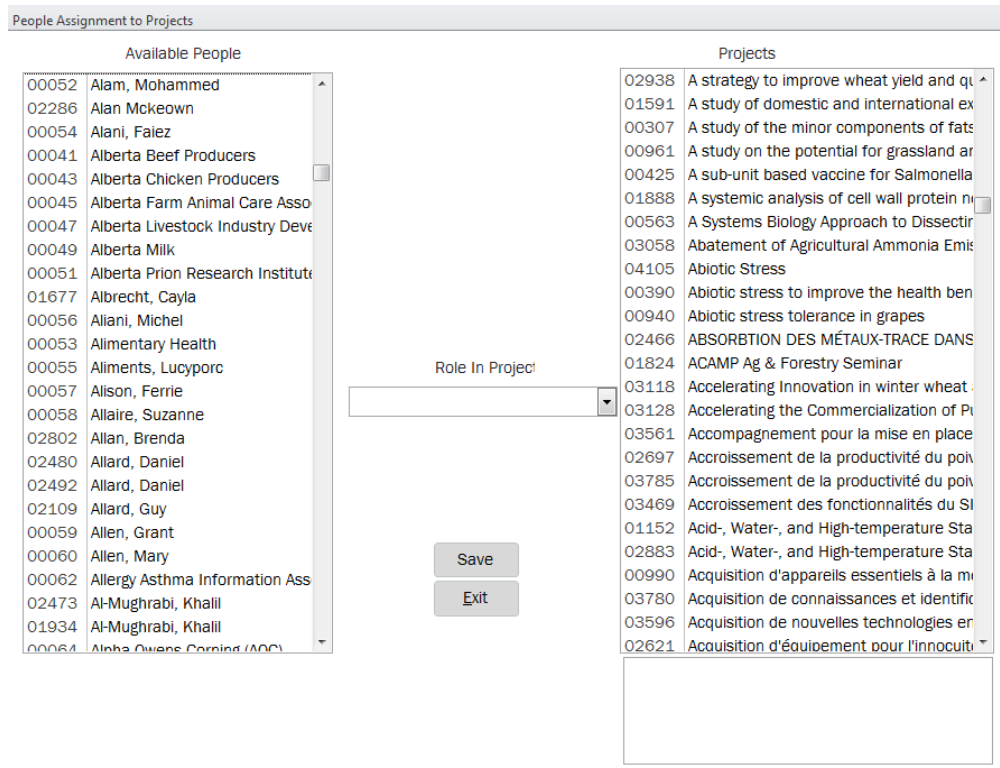 People Assignment to Projects
Available People
00052 Alam, Mohammed
02286 Alan Mckeown
00054 Alani, Faiez
00041 Alberta Beef Producers
00043 Alberta Chicken Producers
00045 Alberta Farm Animal Care Asso
00047 Alberta Livestock Industry Deve
00049 Alberta Milk
00051 Alberta Prion Research Institute
01677 Albrecht, Cayla
00056 Aliani, Michel
00053 Alimentary Health
00055 Aliments, Lucyporc
00057 Alison, Ferrie
00058 Allaire, Suzanne
02802 Allan, Brenda
02480 Allard, Daniel
02492 Allard, Daniel
02109 Allard, Guy
00059 Allen, Grant
00060 Allen, Mary
00062 Allergy Asthma Information Ass
02473 Al-Mughrabi, Khalil
01934 Al-Mughrabi, Khalil
00064 Alpha Owens Corning (AOC)
Role In Project
Save
Exit
Projects
02938 A strategy to improve wheat yield and qu
01591 A study of domestic and international ex
00307 A study of the minor components of fats
00961 A study on the potential for grassland an
00425 A sub-unit based vaccine for Salmonella
01888 A systemic analysis of cell wall protein ne
00563 A Systems Biology Approach to Dissectin
03058 Abatement of Agricultural Ammonia Emis
04105 Abiotic Stress
00390 Abiotic stress to improve the health ben
00940 Abiotic stress tolerance in grapes
02466 ABSORBTION DES MÉTAUX-TRACE DANS
01824 ACAMP Ag & Forestry Seminar
03118 Accelerating Innovation in winter wheat
03128 Accelerating the Commercialization of Pu
03561 Accompagnement pour la mise en place
02697 Accroissement de la productivité du poiv
03785 Accroissement de la productivité du poiv
03469 Accroissement des fonctionnalités du SI
01152 Acid-, Water-, and High-temperature Sta
02883 Acid-, Water-, and High-temperature Sta
00990 Acquisition d'appareils essentiels à la me
03780 Acquisition de connaissances et identific
03596 Acquisition de nouvelles technologies en
02621 Acquisition d'équipement pour l'innocuité